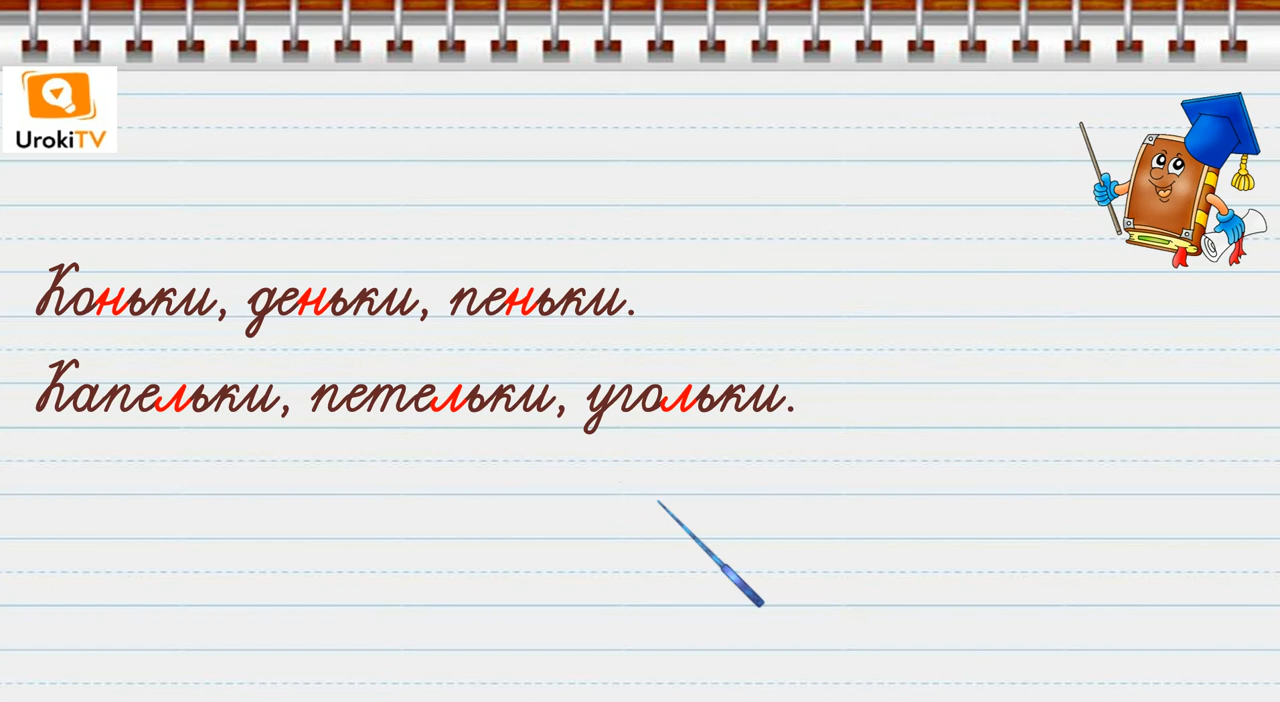 UrokiTV
Коньки, деньки, пеньки.
Капельки, петельки, угольки.